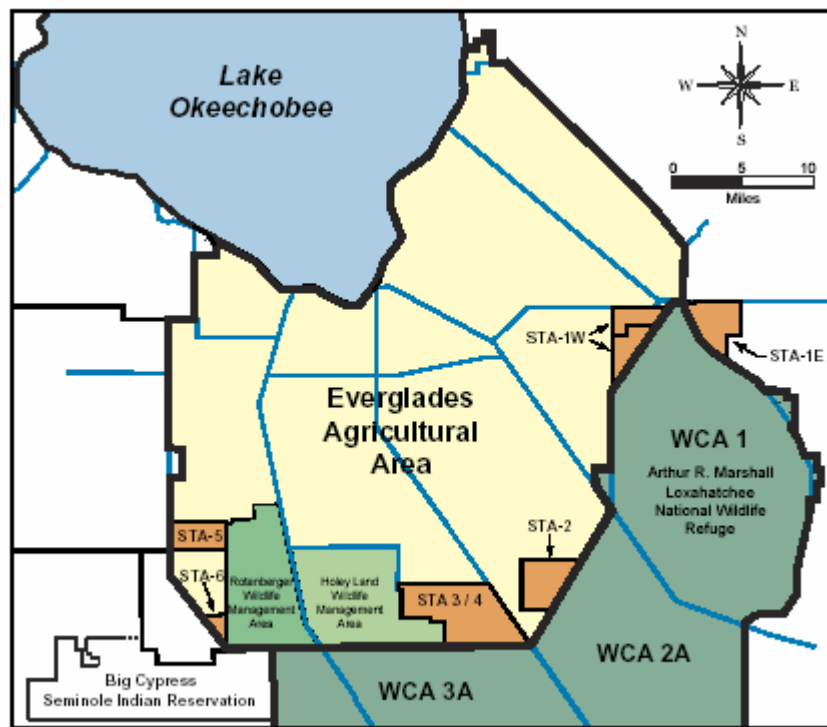 Lake
Okeechobee
N
W
E
S
0
5
10
Miles
STA-1W
STA-1E
Everglades
Agricultural
Area
WCA 1
Arthur R. Marshall
Loxahatchee
National Wildlife
Refuge
STA-2
STA-5
STA-6
Rotenberger
Wildlife
Management
Area
Holey Land
Wildlife
Management
Area
STA 3 / 4
WCA 2A
WCA 3A
Big Cypress
Seminole Indian Reservation